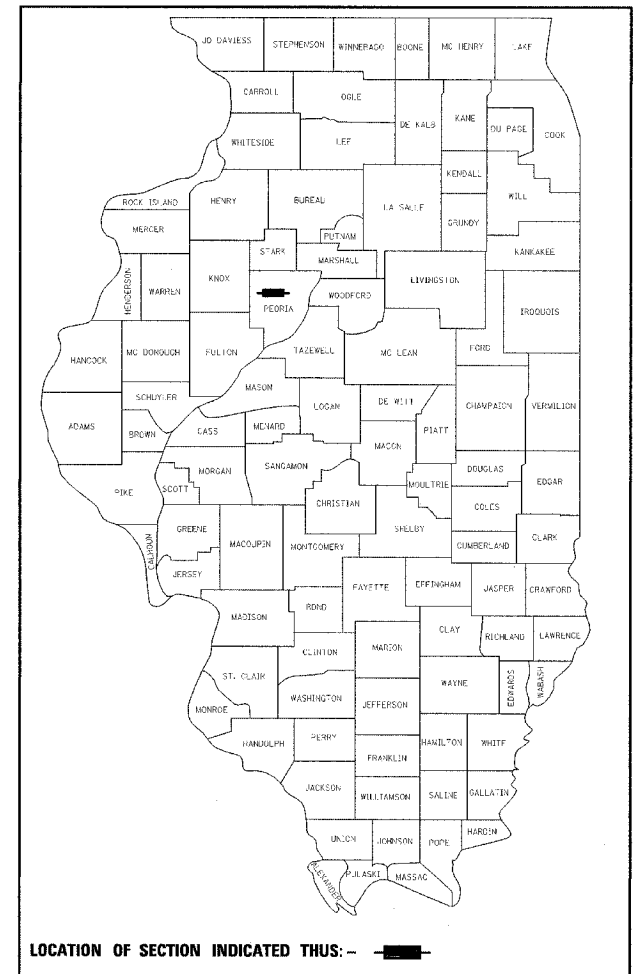 JO DAVIESS
STEPHENSON
WINNEBAGO
BOONE
MC HENRY
LAKE
CARROLL
OGLE
DE KALB
KANE
DU PAGE
COOK
WHITESIDE
LEE
KENDALL
WILL
ROCK ISLAND
HENRY
BUREAU
LA SALLE
GRUNDY
MERCER
PUTNAM
STARK
MARSHALL
KANKAKEE
HENDERSON
WARREN
KNOX
PEORIA
WOODFORD
LIVINGSTON
IROQUOIS
HANCOCK
MC DONOUGH
FULTON
TAZEWELL
MC LEAN
FORD
MASON
SCHUYLER
LOGAN
DE WITT
CHAMPAION
VERMILION
ADAMS
BROWN
CASS
MENARD
MACON
PIATT
PIKE
SCOTT
MORGAN
SANGAMON
CHRISTIAN
MOULTRIE
DOUGLAS
EDGAR
COLES
CALHOUN
GREENE
MACOUPIN
MONTGOMERY
SHELBY
CUMBERLAND
CLARK
JERSEY
FAYETTE
EFFINGHAM
JASPER
CRAWFORD
MADISON
BOND
CLAY
RICHLAND
LAWRENCE
CLINTON
MARION
ST. CLAIR
WAYNE
EDWARDS
WABASH
MONROE
WASHINGTON
JEFFERSON
RANDOLPH
PERRY
HAMILTON
WHITE
FRANKLIN
JACKSON
WILLIAMSON
SALINE
GALLATIN
UNION
JOHNSON
POPE
HARDIN
ALEXANDER
PULASKI
MASSAC
LOCATION OF SECTION INDICATED THUS: –